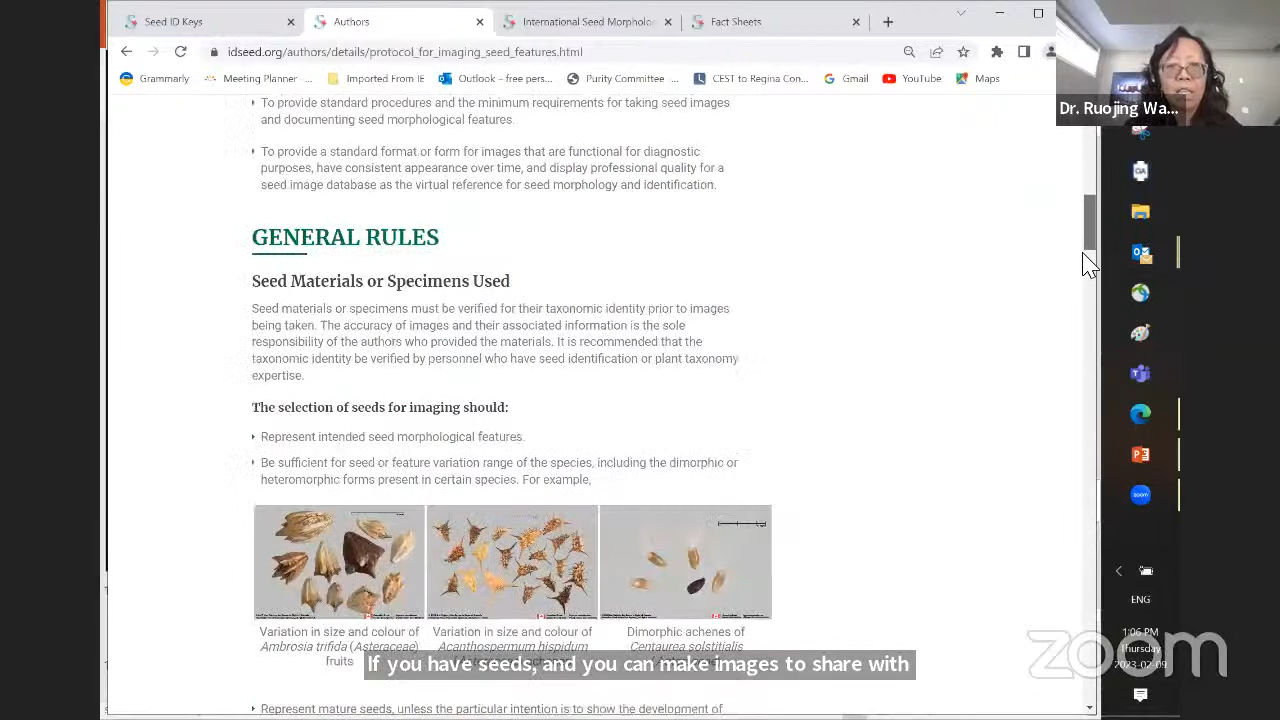 Seed ID Keys
Authors
International Seed Morpholo
Fact Sheets
idseed.org/authors/details/protocol_for_imaging_seed_features.html
Grammarly
Meeting Planner ...
Imported From IE
Outlook – free pers...
Purity Committee ...
CEST to Regina Con...
Gmail
YouTube
Maps
Dr. Ruojing Wa...
To provide standard procedures and the minimum requirements for taking seed images
and documenting seed morphological features.
To provide a standard format or form for images that are functional for diagnostic
purposes, have consistent appearance over time, and display professional quality for a
seed image database as the virtual reference for seed morphology and identification.
GENERAL RULES
Seed Materials or Specimens Used
Seed materials or specimens must be verified for their taxonomic identity prior to images
being taken. The accuracy of images and their associated information is the sole
responsibility of the authors who provided the materials. It is recommended that the
taxonomic identity be verified by personnel who have seed identification or plant taxonomy
expertise.
The selection of seeds for imaging should:
Represent intended seed morphological features.
Be sufficient for seed or feature variation range of the species, including the dimorphic or
heteromorphic forms present in certain species. For example,
Variation in size and colour of
Ambrosia trifida (Asteraceae)
fruits
Variation in size and colour of
Acanthospermum hispidum
Dimorphic achenes of
Centaurea solstitialis
If you have seeds, and you can make images to share with
Represent mature seeds, unless the particular intention is to show the development of
ENG
1:06 PM
Thursday
2023-02-09
zoom
zoom